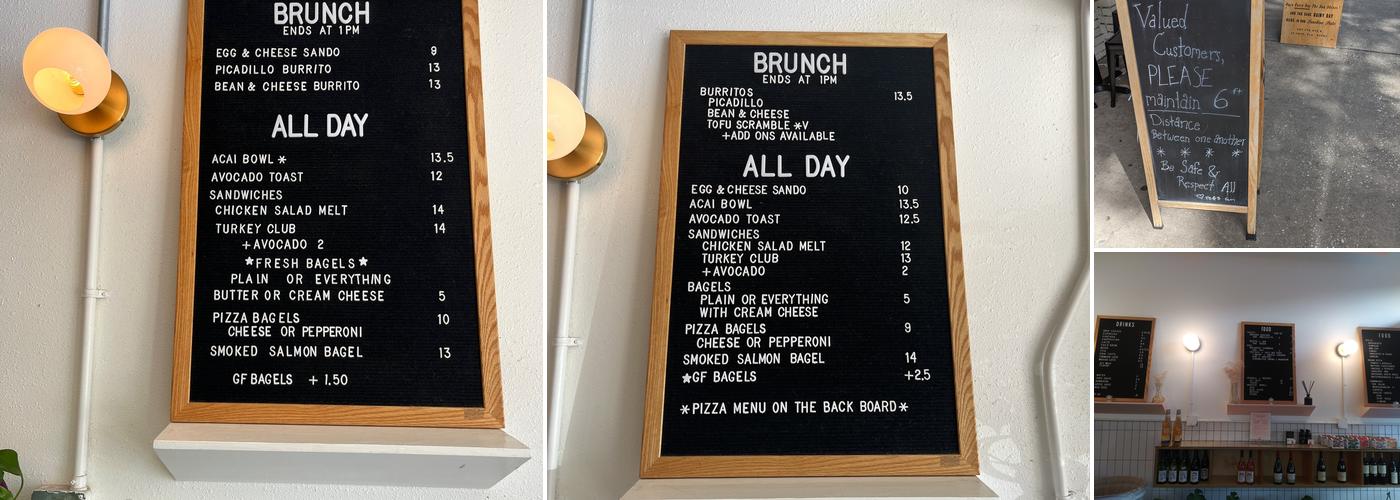 BRUNCH
ENDS AT 1PM
EGG & CHEESE SANDO 9
PICADILLO BURRITO 13
BEAN & CHEESE BURRITO 13
ALL DAY
ACAI BOWL * 13.5
AVOCADO TOAST 12
SANDWICHES
CHICKEN SALAD MELT 14
TURKEY CLUB 14
+AVOCADO 2
★FRESH BAGELS★
PLAIN OR EVERYTHING
BUTTER OR CREAM CHEESE 5
PIZZA BAGELS 10
CHEESE OR PEPPERONI
SMOKED SALMON BAGEL 13
GF BAGELS + 1.50
BRUNCH
ENDS AT 1PM
BURRITOS 13.5
PICADILLO
BEAN & CHEESE
TOFU SCRAMBLE *V
+ADD ONS AVAILABLE
ALL DAY
EGG & CHEESE SANDO 10
ACAI BOWL 13.5
AVOCADO TOAST 12.5
SANDWICHES
CHICKEN SALAD MELT 12
TURKEY CLUB 13
+AVOCADO 2
BAGELS
PLAIN OR EVERYTHING 5
WITH CREAM CHEESE
PIZZA BAGELS 9
CHEESE OR PEPPERONI
SMOKED SALMON BAGEL 14
★GF BAGELS +2.5
*PIZZA MENU ON THE BACK BOARD*
Valued
Customers,
PLEASE
maintain 6 ft
Distance
Between one another
* * * *
Be Safe &
Respect All
DRINKS
FOOD
FOOD